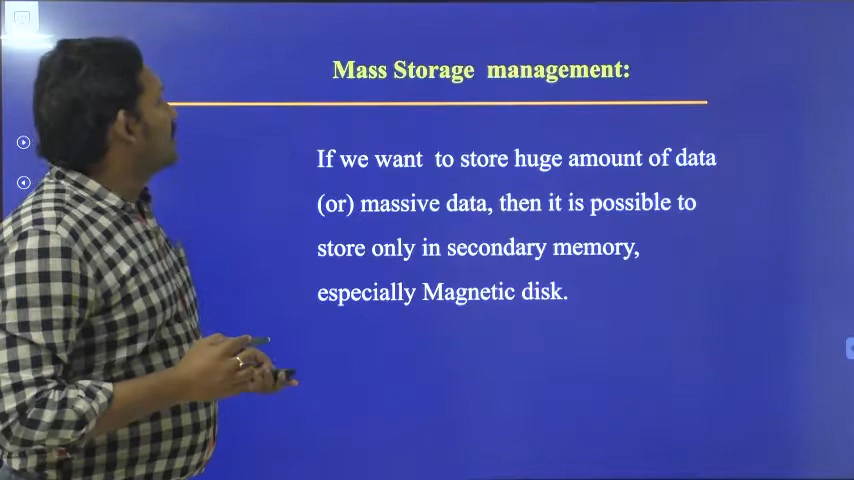 Mass Storage management:
If we want to store huge amount of data
(or) massive data, then it is possible to
store only in secondary memory,
especially Magnetic disk.